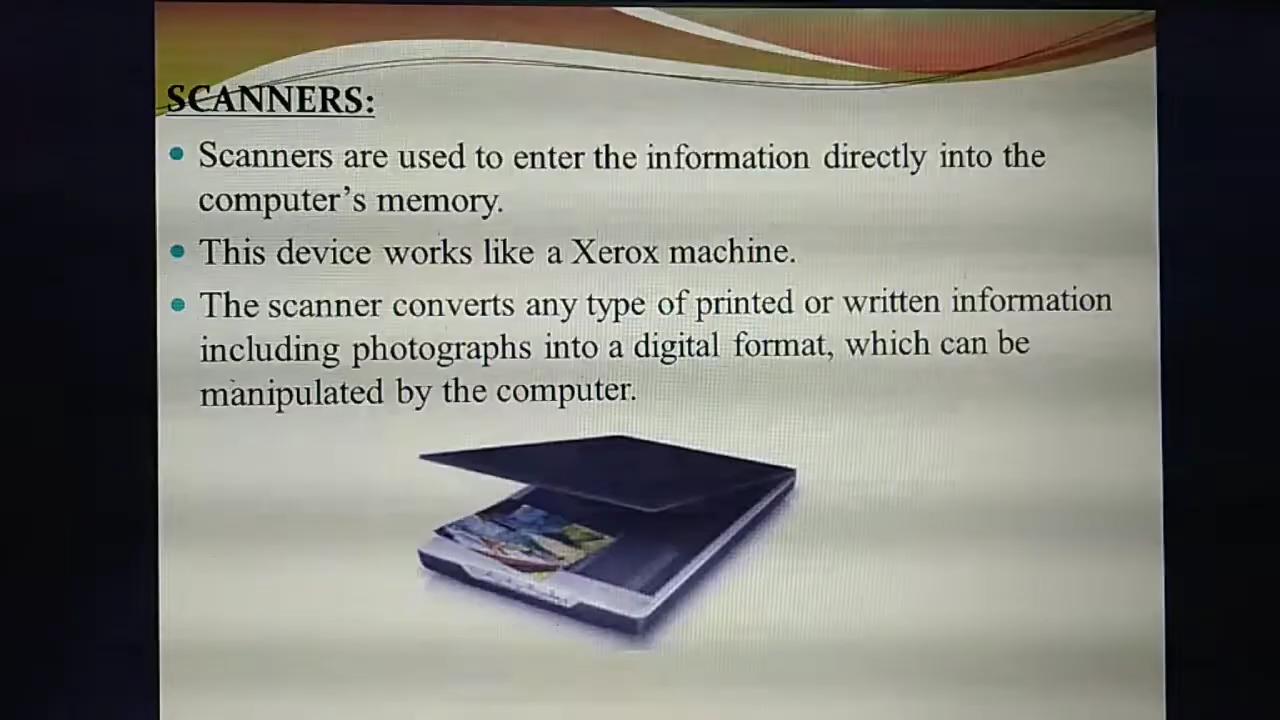 SCANNERS:
• Scanners are used to enter the information directly into the
computer's memory.
• This device works like a Xerox machine.
• The scanner converts any type of printed or written information
including photographs into a digital format, which can be
manipulated by the computer.